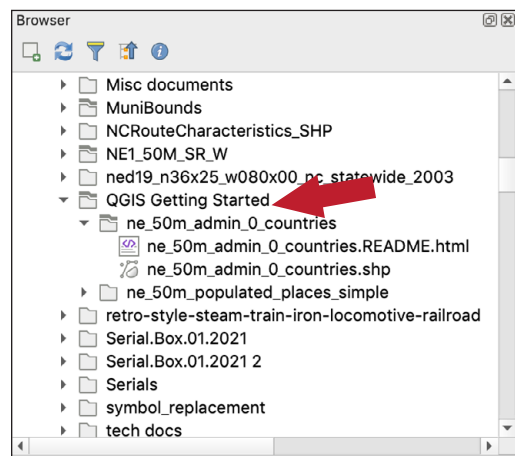 Browser
Misc documents
MuniBounds
NCRouteCharacteristics_SHP
NE1_50M_SR_W
ned19_n36x25_w080x00_nc_statewide_2003
QGIS Getting Started
ne_50m_admin_0_countries
ne_50m_admin_0_countries.README.html
ne_50m_admin_0_countries.shp
ne_50m_populated_places_simple
retro-style-steam-train-iron-locomotive-railroad
Serial.Box.01.2021
Serial.Box.01.2021 2
Serials
symbol_replacement
tech docs